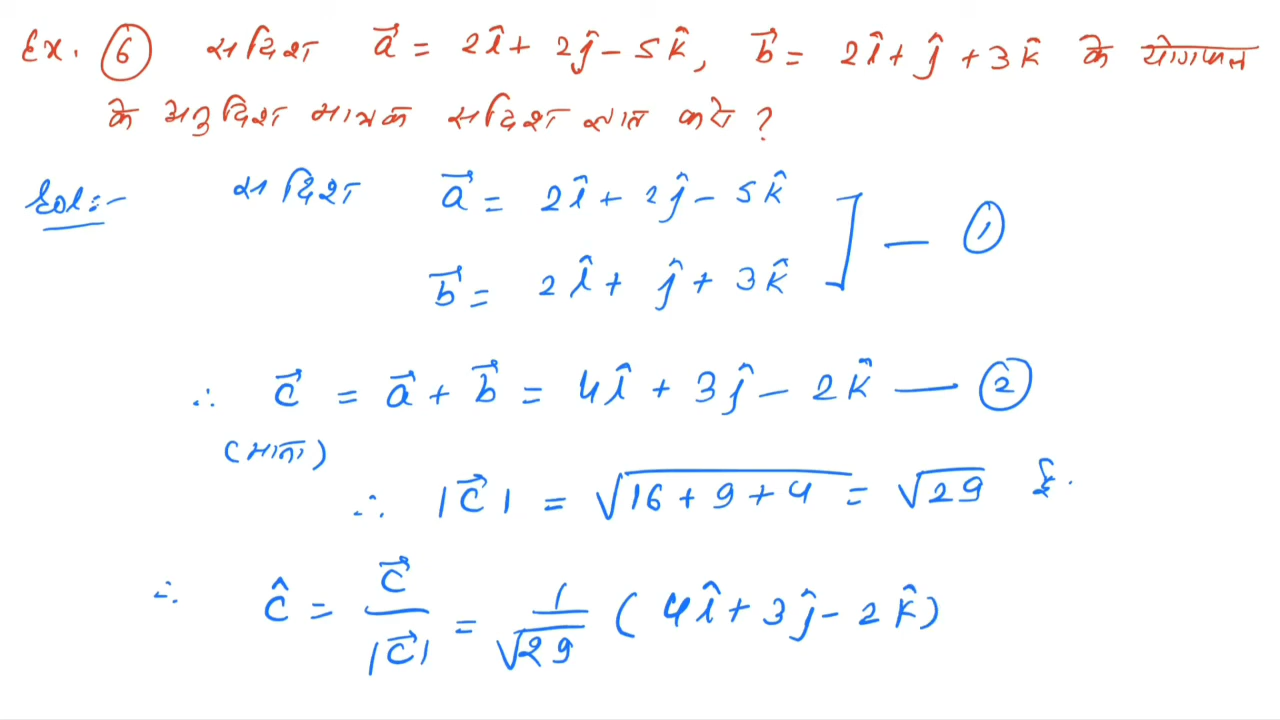 Ex. ⑥ सदिश a⃗ = 2î + 2ĵ - 5k̂, b⃗ = 2î + ĵ + 3k̂ के योगफल
के अनुदिश मात्रक सदिश ज्ञात करें ?
Sol:- सदिश a⃗ = 2î + 2ĵ - 5k̂
b⃗ = 2î + ĵ + 3k̂ ] — ①
∴ c⃗ = a⃗ + b⃗ = 4î + 3ĵ - 2k̂ — ②
(माना)
∴ |c⃗| = √(16 + 9 + 4) = √29 है.
∴ ĉ = c⃗/|c⃗| = 1/√29 (4î + 3ĵ - 2k̂)